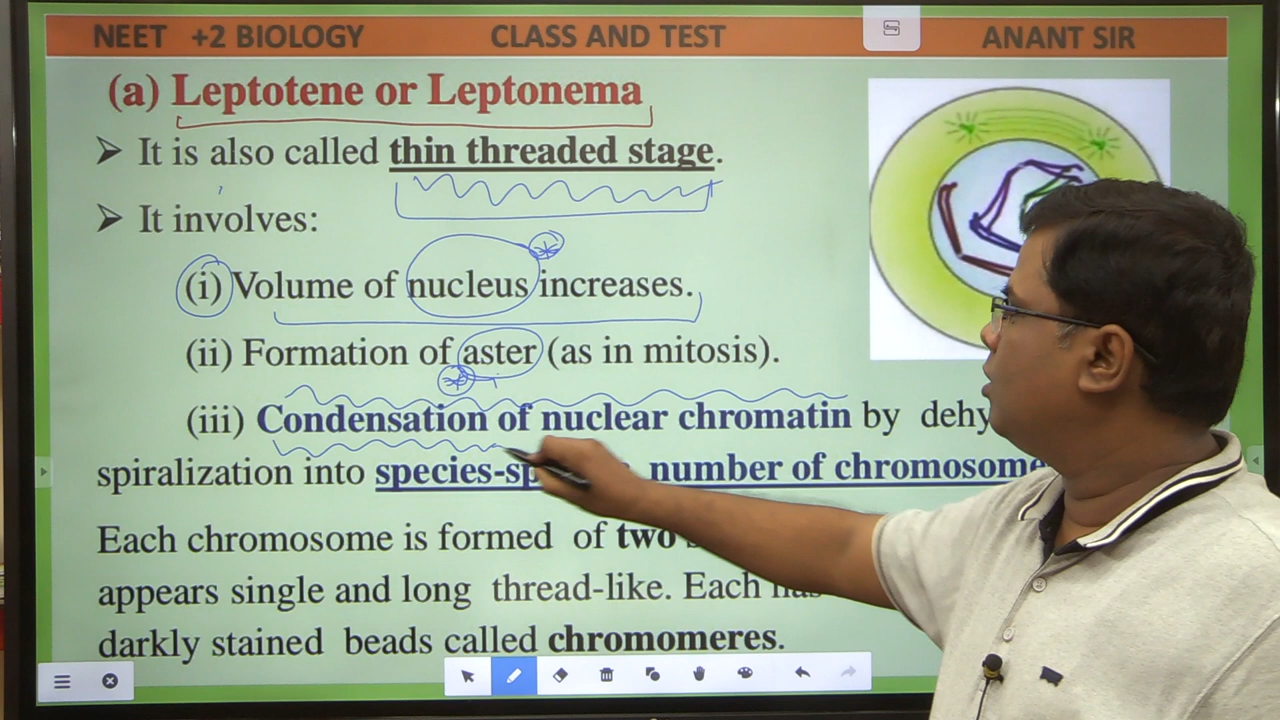 NEET +2 BIOLOGY CLASS AND TEST ANANT SIR
(a) Leptotene or Leptonema
➢ It is also called thin threaded stage.
➢ It involves:
(i) Volume of nucleus increases.
(ii) Formation of aster (as in mitosis).
(iii) Condensation of nuclear chromatin by
spiralization into number of
Each chromosome is formed of two
appears single and long thread-like. Each
darkly stained beads called chromomeres.